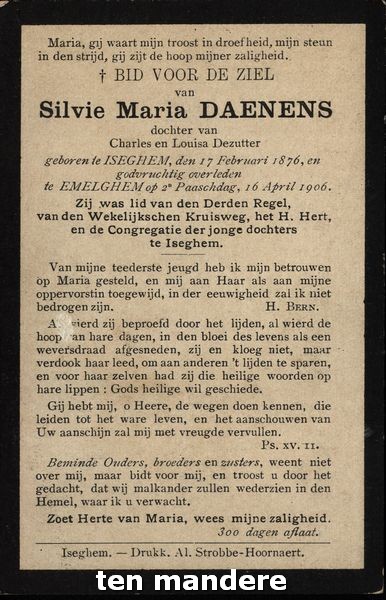 Maria, gij waart mijn troost in droefheid, mijn steun
in den strijd, gij zijt de hoop mijner zaligheid.
† BID VOOR DE ZIEL
van
Silvie Maria DAENENS
dochter van
Charles en Louisa Dezutter
geboren te ISEGHEM, den 17 Februari 1876, en
godvruchtig overleden
te EMELGHEM op 2n Paaschdag, 16 April 1906.
Zij was lid van den Derden Regel,
van den Wekelijkschen Kruisweg, het H. Hert,
en de Congregatie der jonge dochters
te Iseghem.
Van mijne teederste jeugd heb ik mijn betrouwen
op Maria gesteld, en mij aan Haar als aan mijne
oppervorstin toegewijd, in der eeuwigheid zal ik niet
bedrogen zijn. H. BERN.
Al wierd zij beproefd door het lijden, al wierd de
hoop van hare dagen, in den bloei des levens als een
weversdraad afgesneden, zij en kloeg niet, maar
verdook haar leed, om aan anderen 't lijden te sparen,
en voor haar zelven had zij die heilige woorden op
hare lippen : Gods heilige wil geschiede.
Gij hebt mij, o Heere, de wegen doen kennen, die
leiden tot het ware leven, en het aanschouwen van
Uw aanschijn zal mij met vreugde vervullen.
Ps. XV. 11.
Beminde Ouders, broeders en zusters, weent niet
over mij, maar bidt voor mij, en troost u door het
gedacht, dat wij malkander zullen wederzien in den
Hemel, waar ik u verwacht.
Zoet Herte van Maria, wees mijne zaligheid.
300 dagen aflaat.
Iseghem. — Drukk. Al. Strobbe-Hoornaert.
ten mandere